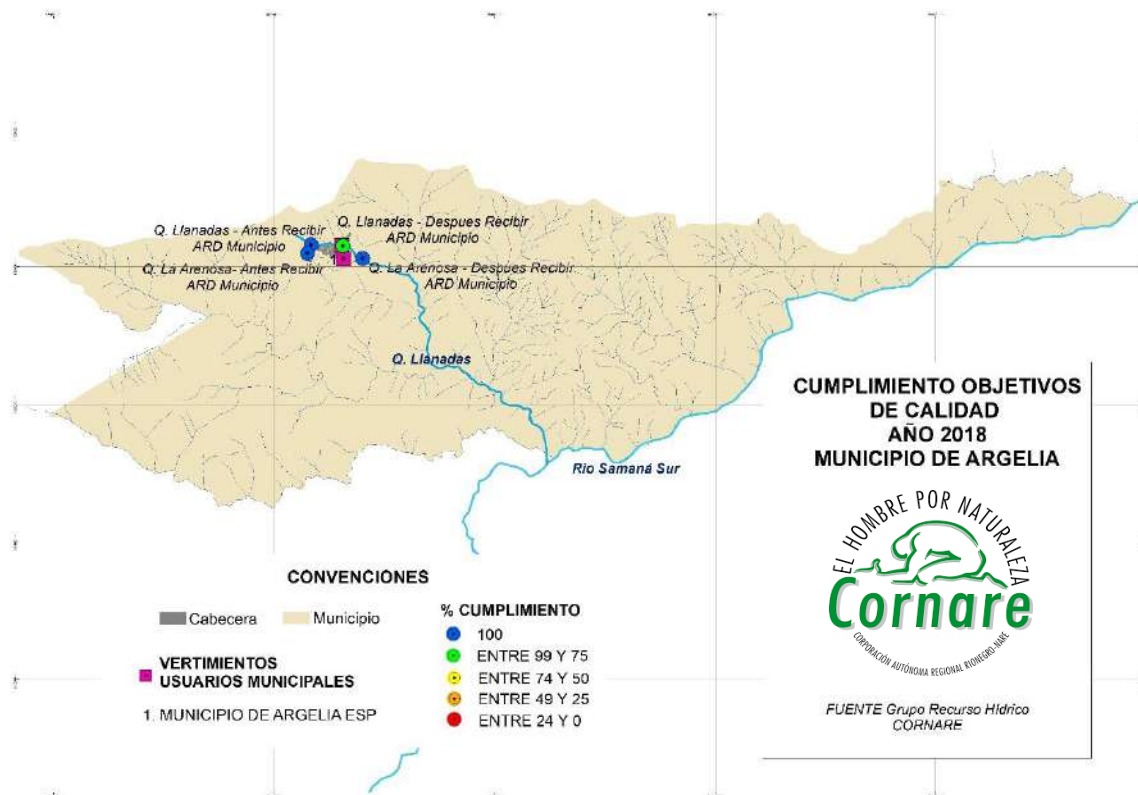 Q. Llanadas - Antes Recibir
ARD Municipio
Q. Llanadas - Despues Recibir
ARD Municipio
Q. La Arenosa- Antes Recibir
ARD Municipio
1
Q. La Arenosa - Despues Recibir
ARD Municipio
Q. Llanadas
Rio Samaná Sur
CUMPLIMIENTO OBJETIVOS
DE CALIDAD
AÑO 2018
MUNICIPIO DE ARGELIA
EL HOMBRE POR NATURALEZA
Cornare
CORPORACIÓN AUTÓNOMA REGIONAL RIONEGRO-NARE
FUENTE Grupo Recurso Hídrico
CORNARE
CONVENCIONES
Cabecera
Municipio
VERTIMIENTOS
USUARIOS MUNICIPALES
1. MUNICIPIO DE ARGELIA ESP
% CUMPLIMIENTO
100
ENTRE 99 Y 75
ENTRE 74 Y 50
ENTRE 49 Y 25
ENTRE 24 Y 0